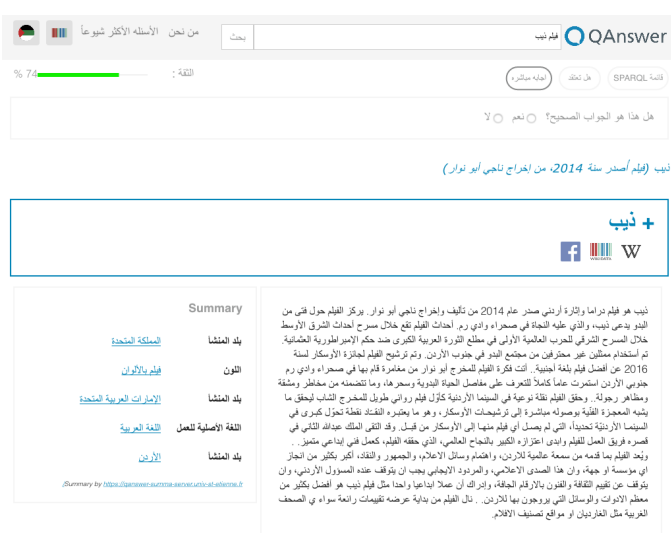 QAnswer
فيلم ذيب
بحث
الأسئله الأكثر شيوعاً
من نحن
قائمة SPARQL
هل تعتقد
اجابه مباشره
الثقة :
74 %
هل هذا هو الجواب الصحيح؟ نعم لا
ذيب (فيلم أصدر سنة 2014، من إخراج ناجي أبو نوار)
+ ذيب
W
WIKIDATA
ذيب هو فيلم دراما وإثارة أردني صدر عام 2014 من تأليف وإخراج ناجي أبو نوار. يركز الفيلم حول فتى من
البدو يدعى ذيب، والذي عليه النجاة في صحراء وادي رم. أحداث الفيلم تقع خلال مسرح أحداث الشرق الأوسط
خلال المسرح الشرقي للحرب العالمية الأولى في مطلع الثورة العربية الكبرى ضد حكم الإمبراطورية العثمانية.
تم أستخدام ممثلين غير محترفين من مجتمع البدو في جنوب الأردن. وتم ترشيح الفيلم لجائزة الأوسكار لسنة
2016 عن أفضل فيلم بلغة أجنبية.. أتت فكرة الفيلم للمخرج أبو نوار من مغامرة قام بها في صحراء وادي رم
جنوبي الأردن استمرت عاماً كاملاً للتعرف على مفاصل الحياة البدوية وسحرها، وما تتضمنه من مخاطر ومشقة
ومظاهر رجولة.. وحقق الفيلم نقلة نوعية في السينما الأردنية كأوّل فيلم روائي طويل للمخرج الشاب ليحقق ما
يشبه المعجزة الفنّية بوصوله مباشرة إلى ترشيحات الأوسكار، وهو ما يعتبره النقـاد نقطة تحوّل كبـرى في
السينما الأردنيّة تحديداً، التي لم يصل أي فيلم منهـا إلى الأوسكار من قبـل. وقد التقى الملك عبدالله الثاني في
قصره فريق العمل للفيلم وابدى اعتزازه الكبير بالنجاح العالمي، الذي حققه الفيلم، كعمل فني إبداعي متميز. .
ويُعد الفيلم بما قدمه من سمعة عالمية للاردن، واهتمام وسائل الاعلام، والجمهور والنقاد، أكبر بكثير من انجاز
اي مؤسسة او جهة، وان هذا الصدى الاعلامي، والمردود الايجابي يجب ان يتوقف عنده المسؤول الأردني، وان
يتوقف عن تقييم الثقافة والفنون بالارقام الجافة، وإدراك أن عملا ابداعيا واحدا مثل فيلم ذيب هو أفضل بكثير من
معظم الادوات والوسائل التي يروجون بها للاردن. . نال الفيلم من بداية عرضه تقييمات رائعة سواء ي الصحف
الغربية مثل الغارديان او مواقع تصنيف الافلام.
Summary
بلد المنشأ المملكة المتحدة
اللون فيلم بالألوان
بلد المنشأ الإمارات العربية المتحدة
اللغة الأصلية للعمل اللغة العربية
بلد المنشأ الأردن
/Summary by https://qanswer-summa-server.univ-st-etienne.fr